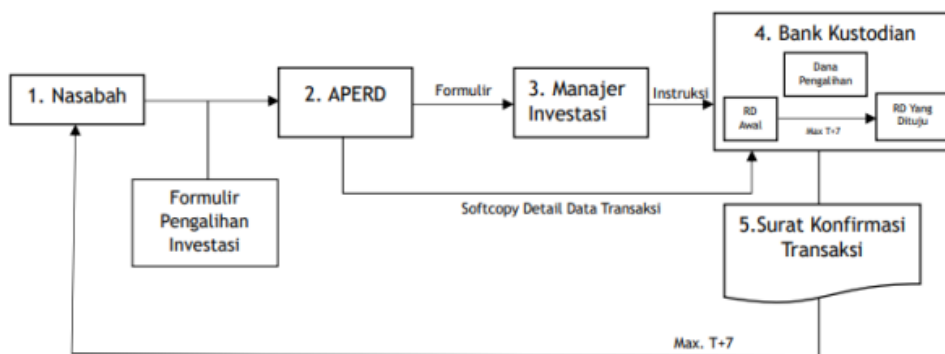 1. Nasabah
2. APERD
Formulir
3. Manajer
Investasi
Instruksi
4. Bank Kustodian
Dana
Pengalihan
RD
Awal
Max T+7
RD Yang
Dituju
Formulir
Pengalihan
Investasi
Softcopy Detail Data Transaksi
5.Surat Konfirmasi
Transaksi
Max. T+7